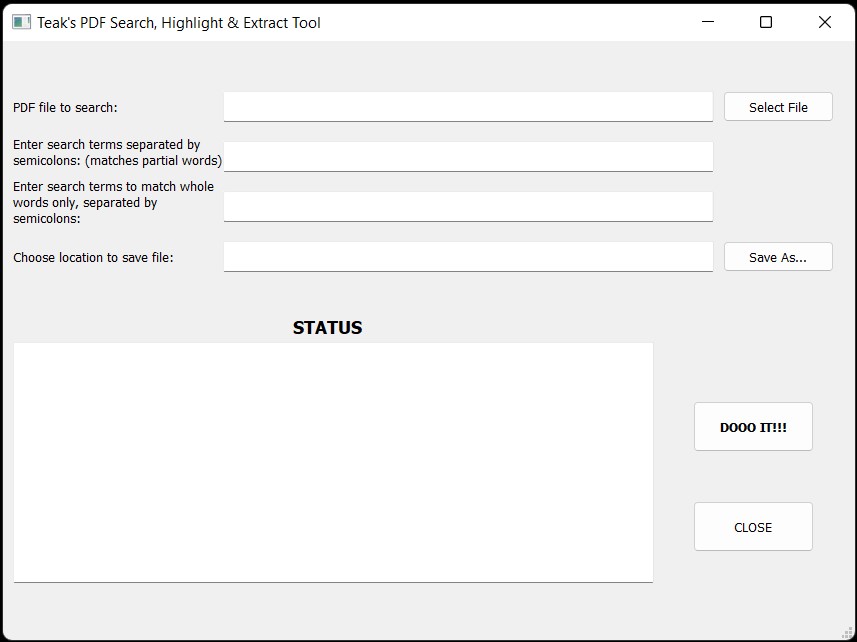 Teak's PDF Search, Highlight & Extract Tool
PDF file to search:
Select File
Enter search terms separated by
semicolons: (matches partial words)
Enter search terms to match whole
words only, separated by
semicolons:
Choose location to save file:
Save As...
STATUS
DOOO IT!!!
CLOSE